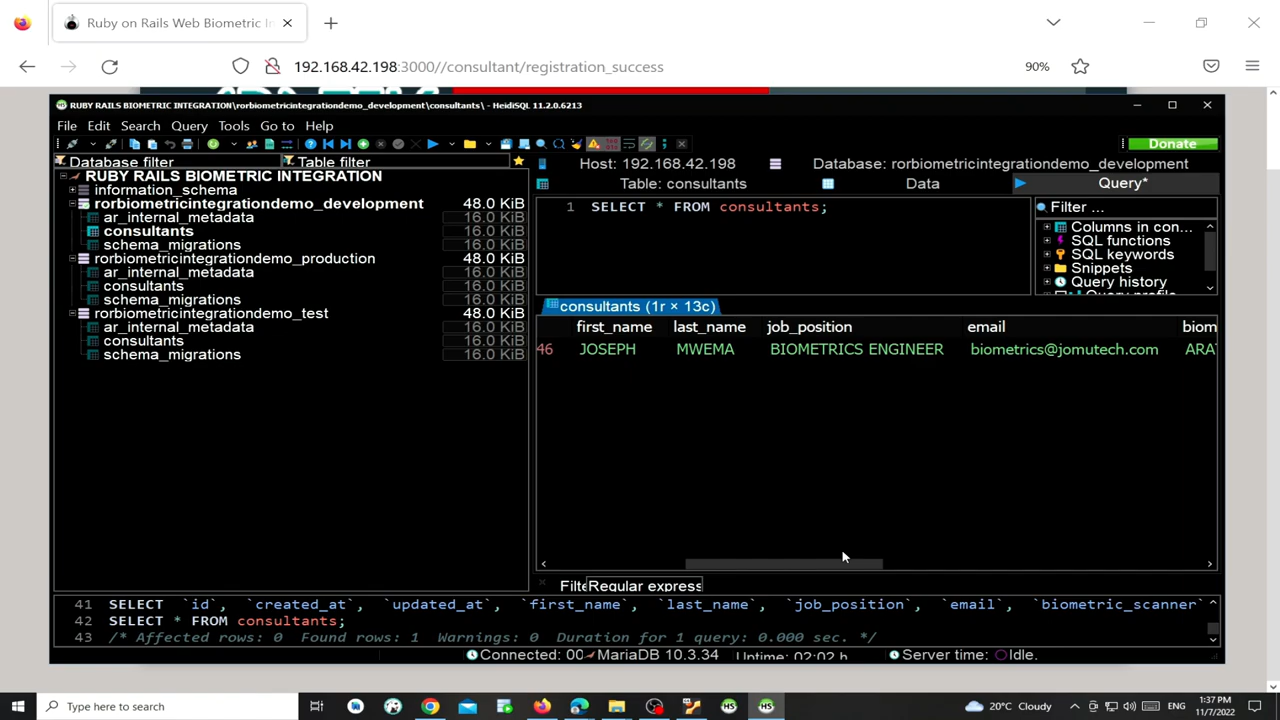 Ruby on Rails Web Biometric In
192.168.42.198:3000//consultant/registration_success
90%
RUBY RAILS BIOMETRIC INTEGRATION\rorbiometricintegrationdemo_development\consultants\ - HeidiSQL 11.2.0.6213
File Edit Search Query Tools Go to Help
Donate
Database filter
Table filter
RUBY RAILS BIOMETRIC INTEGRATION
information_schema
rorbiometricintegrationdemo_development 48.0 KiB
ar_internal_metadata 16.0 KiB
consultants 16.0 KiB
schema_migrations 16.0 KiB
rorbiometricintegrationdemo_production 48.0 KiB
ar_internal_metadata 16.0 KiB
consultants 16.0 KiB
schema_migrations 16.0 KiB
rorbiometricintegrationdemo_test 48.0 KiB
ar_internal_metadata 16.0 KiB
consultants 16.0 KiB
schema_migrations 16.0 KiB
Host: 192.168.42.198 Database: rorbiometricintegrationdemo_development
Table: consultants Data Query*
1 SELECT * FROM consultants;
Filter ...
Columns in con...
SQL functions
SQL keywords
Snippets
Query history
Query profile
consultants (1r × 13c)
first_name last_name job_position email biom
46 JOSEPH MWEMA BIOMETRICS ENGINEER biometrics@jomutech.com ARA
Filte Regular express
41 SELECT `id`, `created_at`, `updated_at`, `first_name`, `last_name`, `job_position`, `email`, `biometric_scanner`
42 SELECT * FROM consultants;
43 /* Affected rows: 0 Found rows: 1 Warnings: 0 Duration for 1 query: 0.000 sec. */
Connected: 00 MariaDB 10.3.34 Uptime: 02:02 h Server time: Idle.
Type here to search
20°C Cloudy
ENG
1:37 PM
11/7/2022